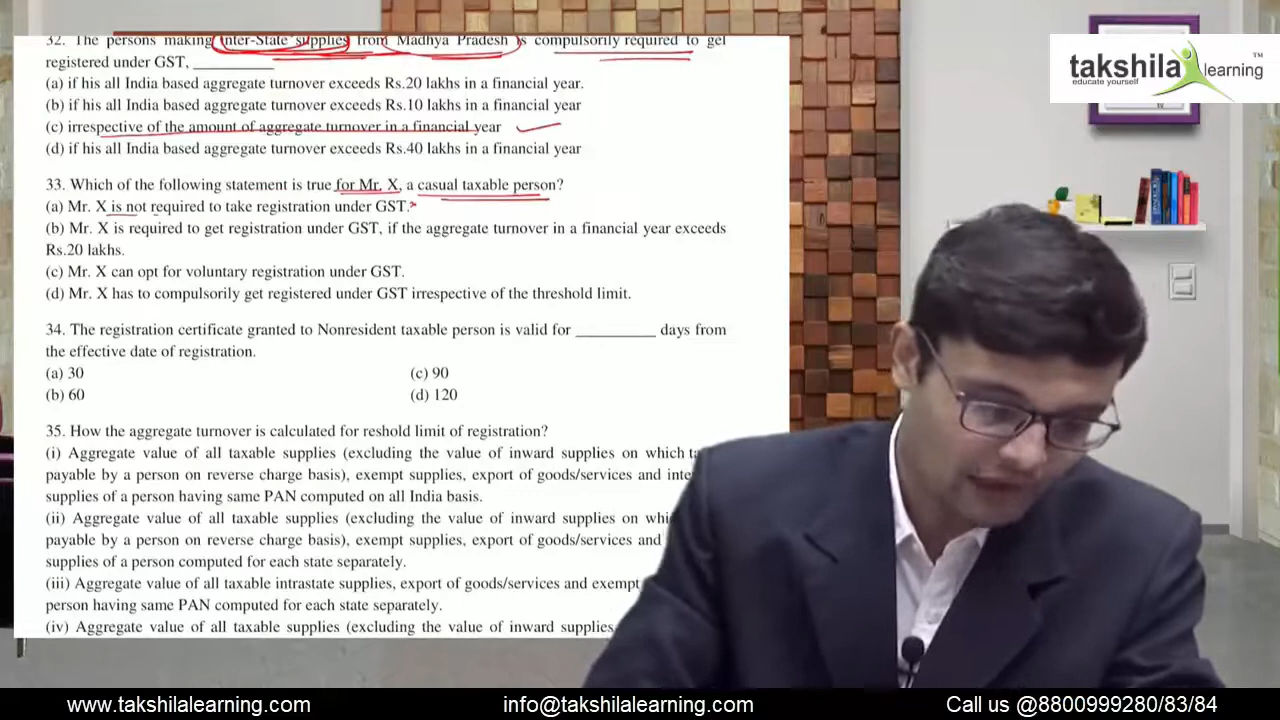 32. The persons making Inter-State supplies from Madhya Pradesh is compulsorily required to get
registered under GST, __________
(a) if his all India based aggregate turnover exceeds Rs.20 lakhs in a financial year.
(b) if his all India based aggregate turnover exceeds Rs.10 lakhs in a financial year
(c) irrespective of the amount of aggregate turnover in a financial year
(d) if his all India based aggregate turnover exceeds Rs.40 lakhs in a financial year
33. Which of the following statement is true for Mr. X, a casual taxable person?
(a) Mr. X is not required to take registration under GST.
(b) Mr. X is required to get registration under GST, if the aggregate turnover in a financial year exceeds
Rs.20 lakhs.
(c) Mr. X can opt for voluntary registration under GST.
(d) Mr. X has to compulsorily get registered under GST irrespective of the threshold limit.
34. The registration certificate granted to Nonresident taxable person is valid for __________ days from
the effective date of registration.
(a) 30 (c) 90
(b) 60 (d) 120
35. How the aggregate turnover is calculated for reshold limit of registration?
(i) Aggregate value of all taxable supplies (excluding the value of inward supplies on which
payable by a person on reverse charge basis), exempt supplies, export of goods/services and
supplies of a person having same PAN computed on all India basis.
(ii) Aggregate value of all taxable supplies (excluding the value of inward supplies on
payable by a person on reverse charge basis), exempt supplies, export of goods/services and
supplies of a person computed for each state separately.
(iii) Aggregate value of all taxable intrastate supplies, export of goods/services and exempt
person having same PAN computed for each state separately.
(iv) Aggregate value of all taxable supplies (excluding the value of inward supplies
takshila learning TM
educate yourself
www.takshilalearning.com info@takshilalearning.com Call us @8800999280/83/84